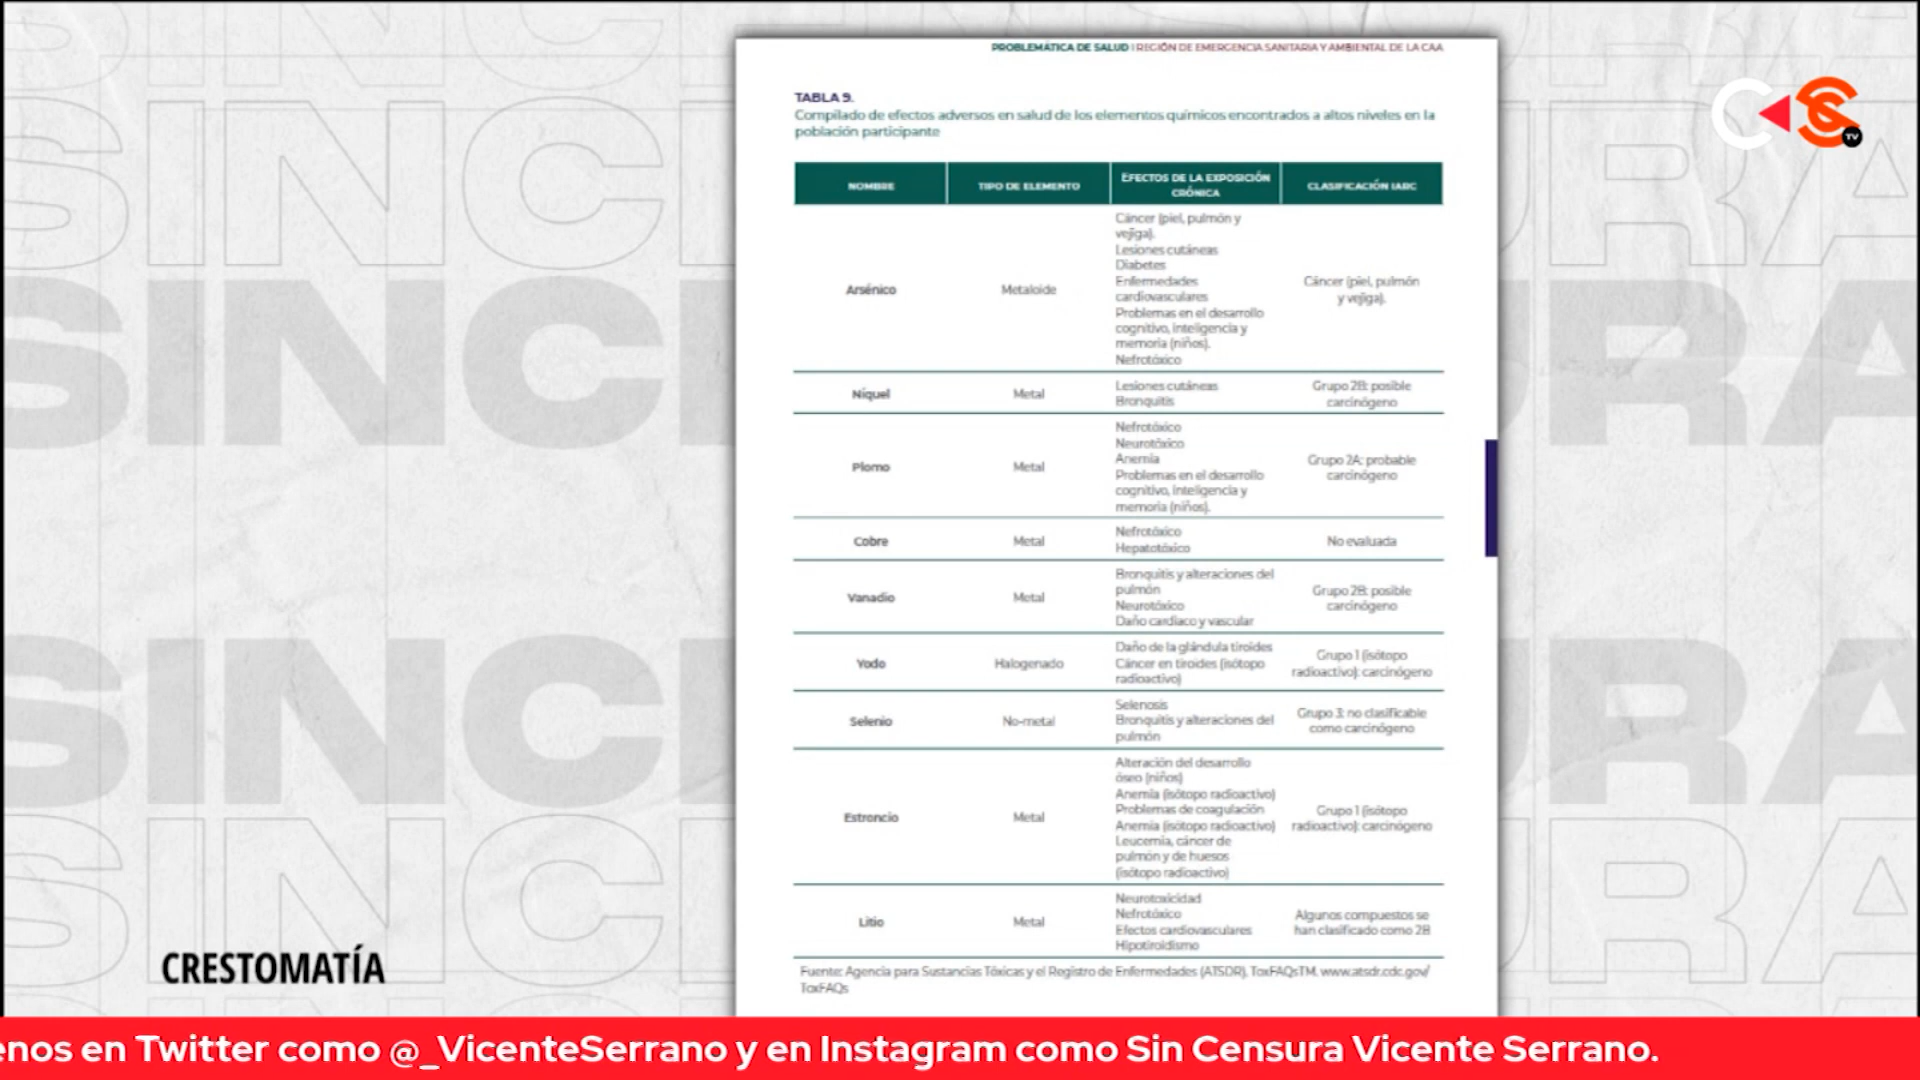 PROBLEMÁTICA DE SALUD | REGIÓN DE EMERGENCIA SANITARIA Y AMBIENTAL DE LA CAA
TABLA 9.
Compilado de efectos adversos en salud de los elementos químicos encontrados a altos niveles en la
población participante
NOMBRE
TIPO DE ELEMENTO
EFECTOS DE LA EXPOSICIÓN
CRÓNICA
CLASIFICACIÓN IARC
Arsénico
Metaloide
Cáncer (piel, pulmón y
vejiga).
Lesiones cutáneas
Diabetes
Enfermedades
cardiovasculares
Problemas en el desarrollo
cognitivo, inteligencia y
memoria (niños).
Nefrotóxico
Cáncer (piel, pulmón
y vejiga).
Níquel
Metal
Lesiones cutáneas
Bronquitis
Grupo 2B: posible
carcinógeno
Plomo
Metal
Nefrotóxico
Neurotóxico
Anemia
Problemas en el desarrollo
cognitivo, inteligencia y
memoria (niños).
Grupo 2A: probable
carcinógeno
Cobre
Metal
Nefrotóxico
Hepatotóxico
No evaluada
Vanadio
Metal
Bronquitis y alteraciones del
pulmón
Neurotóxico
Daño cardíaco y vascular
Grupo 2B: posible
carcinógeno
Yodo
Halogenado
Daño de la glándula tiroides
Cáncer en tiroides (isótopo
radioactivo)
Grupo 1 (isótopo
radioactivo): carcinógeno
Selenio
No-metal
Selenosis
Bronquitis y alteraciones del
pulmón
Grupo 3: no clasificable
como carcinógeno
Estroncio
Metal
Alteración del desarrollo
óseo (niños)
Anemia (isótopo radioactivo)
Problemas de coagulación
Anemia (isótopo radioactivo)
Leucemia, cáncer de
pulmón y de huesos
(isótopo radioactivo)
Grupo 1 (isótopo
radioactivo): carcinógeno
Litio
Metal
Neurotoxicidad
Nefrotóxico
Efectos cardiovasculares
Hipotiroidismo
Algunos compuestos se
han clasificado como 2B
Fuente: Agencia para Sustancias Tóxicas y el Registro de Enfermedades (ATSDR), ToxFAQsTM, www.atsdr.cdc.gov/
ToxFAQs
TV
CRESTOMATÍA
enos en Twitter como @_VicenteSerrano y en Instagram como Sin Censura Vicente Serrano.